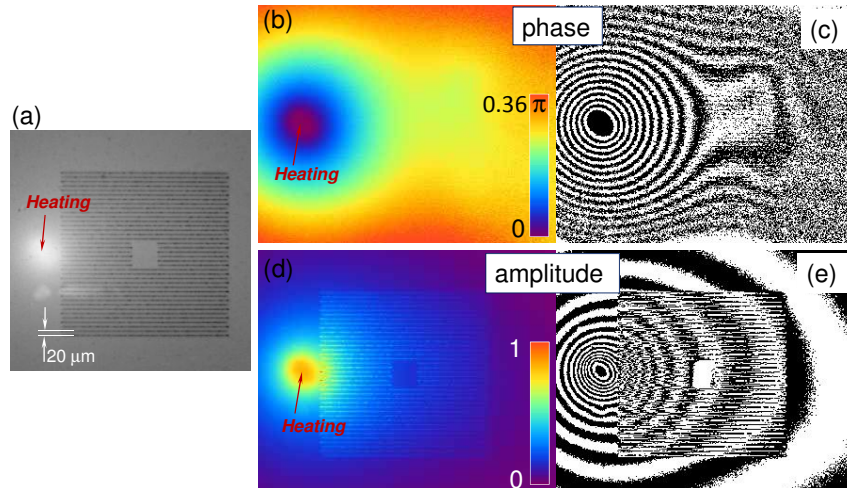 (a)
Heating
20 μm
(b)
phase
0.36 π
0
Heating
(c)
(d)
amplitude
1
0
Heating
(e)